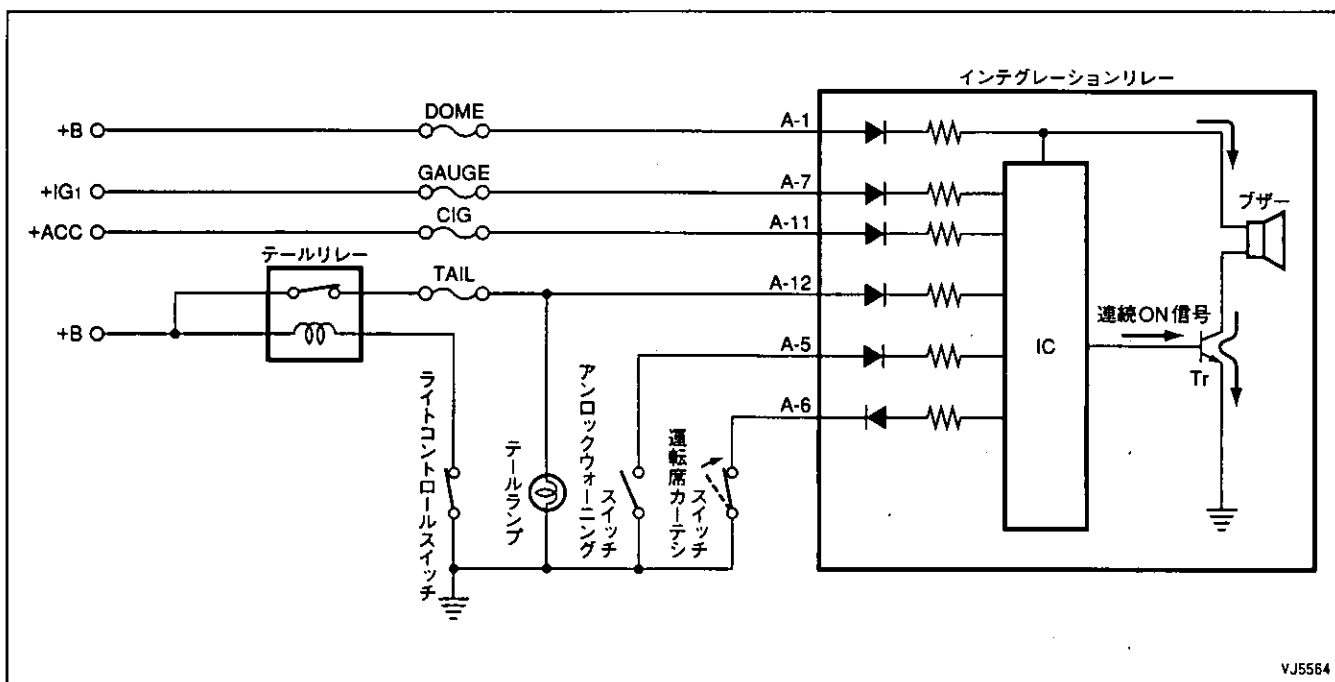 インテグレーションリレー
+B
DOME
A-1
+IG1
GAUGE
A-7
+ACC
CIG
A-11
ブザー
テールリレー
TAIL
A-12
+B
連続ON信号
A-5
IC
Tr
A-6
ライトコントロールスイッチ
テールランプ
アンロックウォーニング
スイッチ
運転席カーテシ
スイッチ
VJ5564